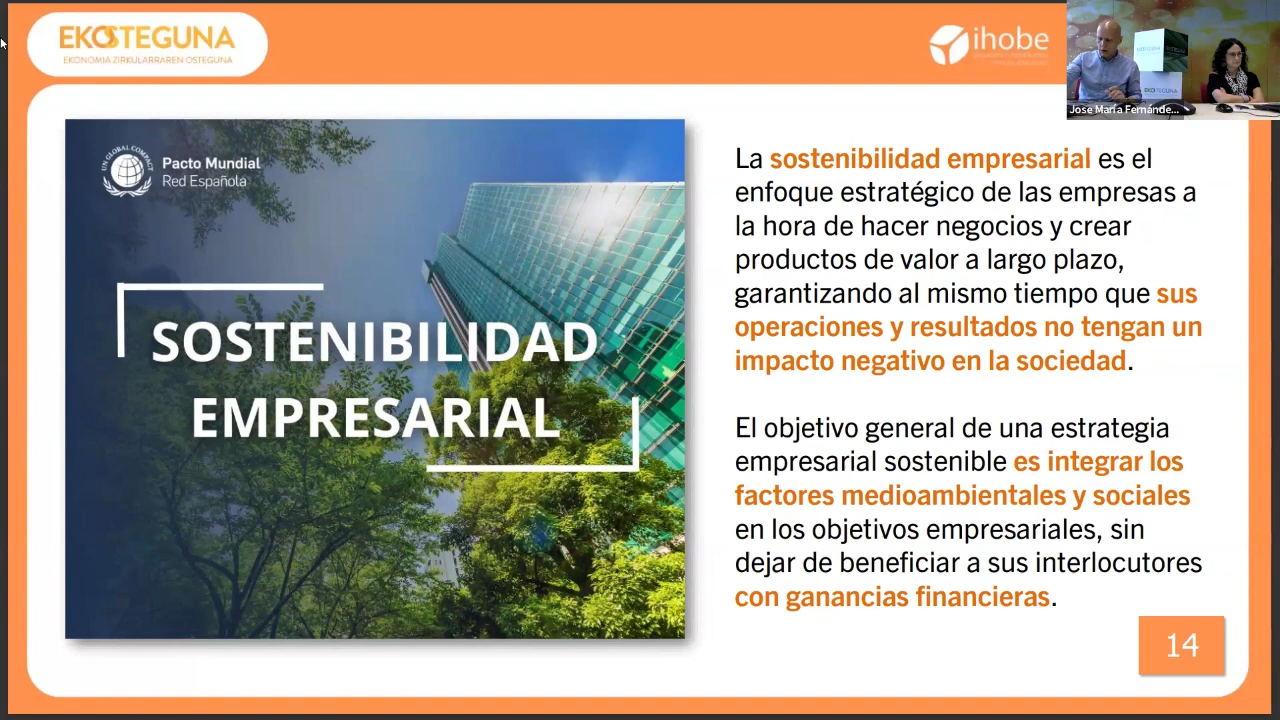 EKOSTEGUNA
EKONOMIA ZIRKULARRAREN OSTEGUNA
ihobe
Jose María Fernánde...
UN GLOBAL COMPACT
Pacto Mundial
Red Española
SOSTENIBILIDAD
EMPRESARIAL
La sostenibilidad empresarial es el
enfoque estratégico de las empresas a
la hora de hacer negocios y crear
productos de valor a largo plazo,
garantizando al mismo tiempo que sus
operaciones y resultados no tengan un
impacto negativo en la sociedad.
El objetivo general de una estrategia
empresarial sostenible es integrar los
factores medioambientales y sociales
en los objetivos empresariales, sin
dejar de beneficiar a sus interlocutores
con ganancias financieras.
14